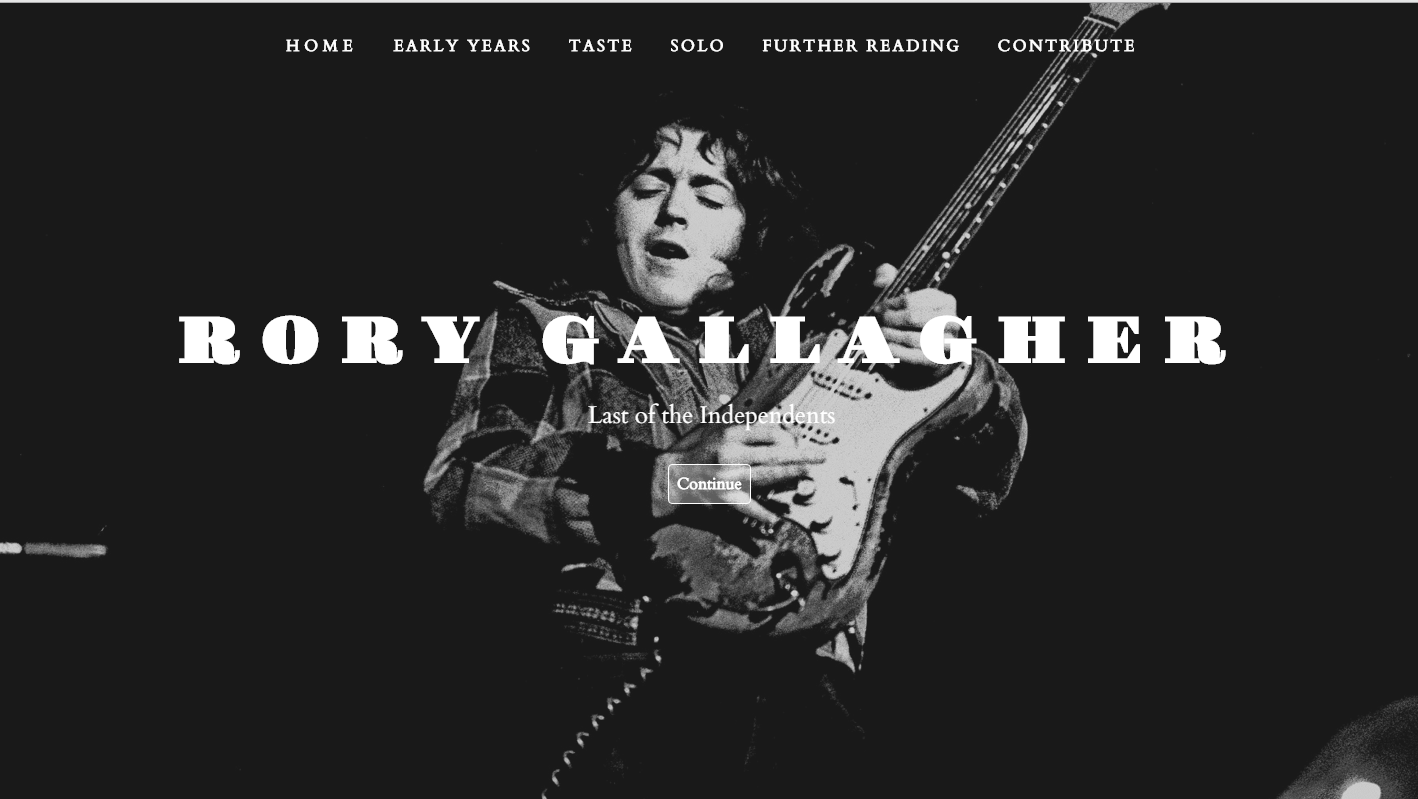 HOME EARLY YEARS TASTE SOLO FURTHER READING CONTRIBUTE
RORY GALLAGHER
Last of the Independents
Continue